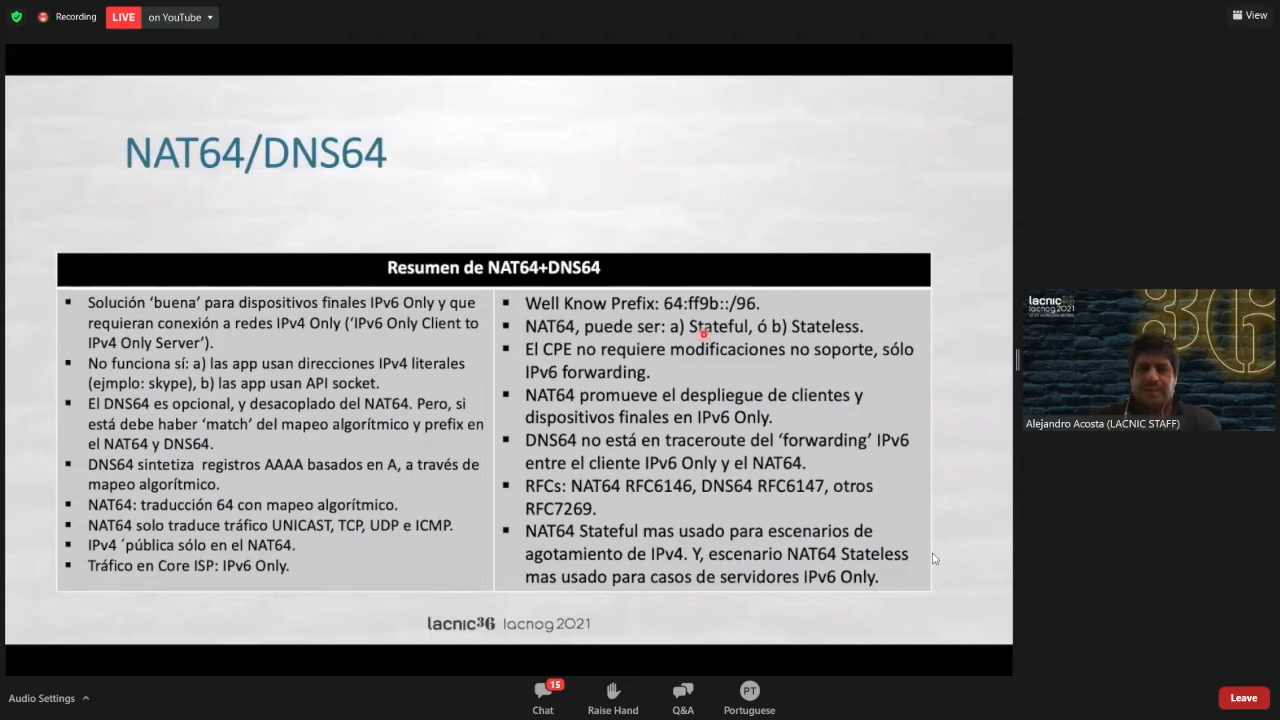 Recording
LIVE
on YouTube
View
NAT64/DNS64
Resumen de NAT64+DNS64
Solución ‘buena’ para dispositivos finales IPv6 Only y que
requieran conexión a redes IPv4 Only (‘IPv6 Only Client to
IPv4 Only Server’).
No funciona sí: a) las app usan direcciones IPv4 literales
(ejmplo: skype), b) las app usan API socket.
El DNS64 es opcional, y desacoplado del NAT64. Pero, si
está debe haber ‘match’ del mapeo algorítmico y prefix en
el NAT64 y DNS64.
DNS64 sintetiza registros AAAA basados en A, a través de
mapeo algorítmico.
NAT64: traducción 64 con mapeo algorítmico.
NAT64 solo traduce tráfico UNICAST, TCP, UDP e ICMP.
IPv4 ´pública sólo en el NAT64.
Tráfico en Core ISP: IPv6 Only.
Well Know Prefix: 64:ff9b::/96.
NAT64, puede ser: a) Stateful, ó b) Stateless.
El CPE no requiere modificaciones no soporte, sólo
IPv6 forwarding.
NAT64 promueve el despliegue de clientes y
dispositivos finales en IPv6 Only.
DNS64 no está en traceroute del ‘forwarding’ IPv6
entre el cliente IPv6 Only y el NAT64.
RFCs: NAT64 RFC6146, DNS64 RFC6147, otros
RFC7269.
NAT64 Stateful mas usado para escenarios de
agotamiento de IPv4. Y, escenario NAT64 Stateless
mas usado para casos de servidores IPv6 Only.
lacnic36 lacnog2021
lacnic36
lacnog2021
Alejandro Acosta (LACNIC STAFF)
Audio Settings
15
Chat
Raise Hand
Q&A
PT
Portuguese
Leave